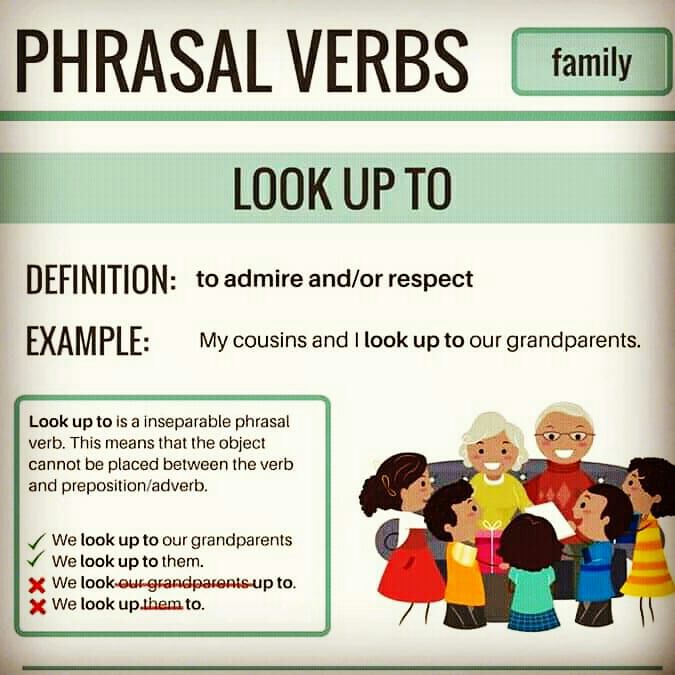 PHRASAL VERBS
family
LOOK UP TO
DEFINITION: to admire and/or respect
EXAMPLE: My cousins and I look up to our grandparents.
Look up to is a inseparable phrasal
verb. This means that the object
cannot be placed between the verb
and preposition/adverb.
We look up to our grandparents
We look up to them.
We look our grandparents up to.
We look up them to.